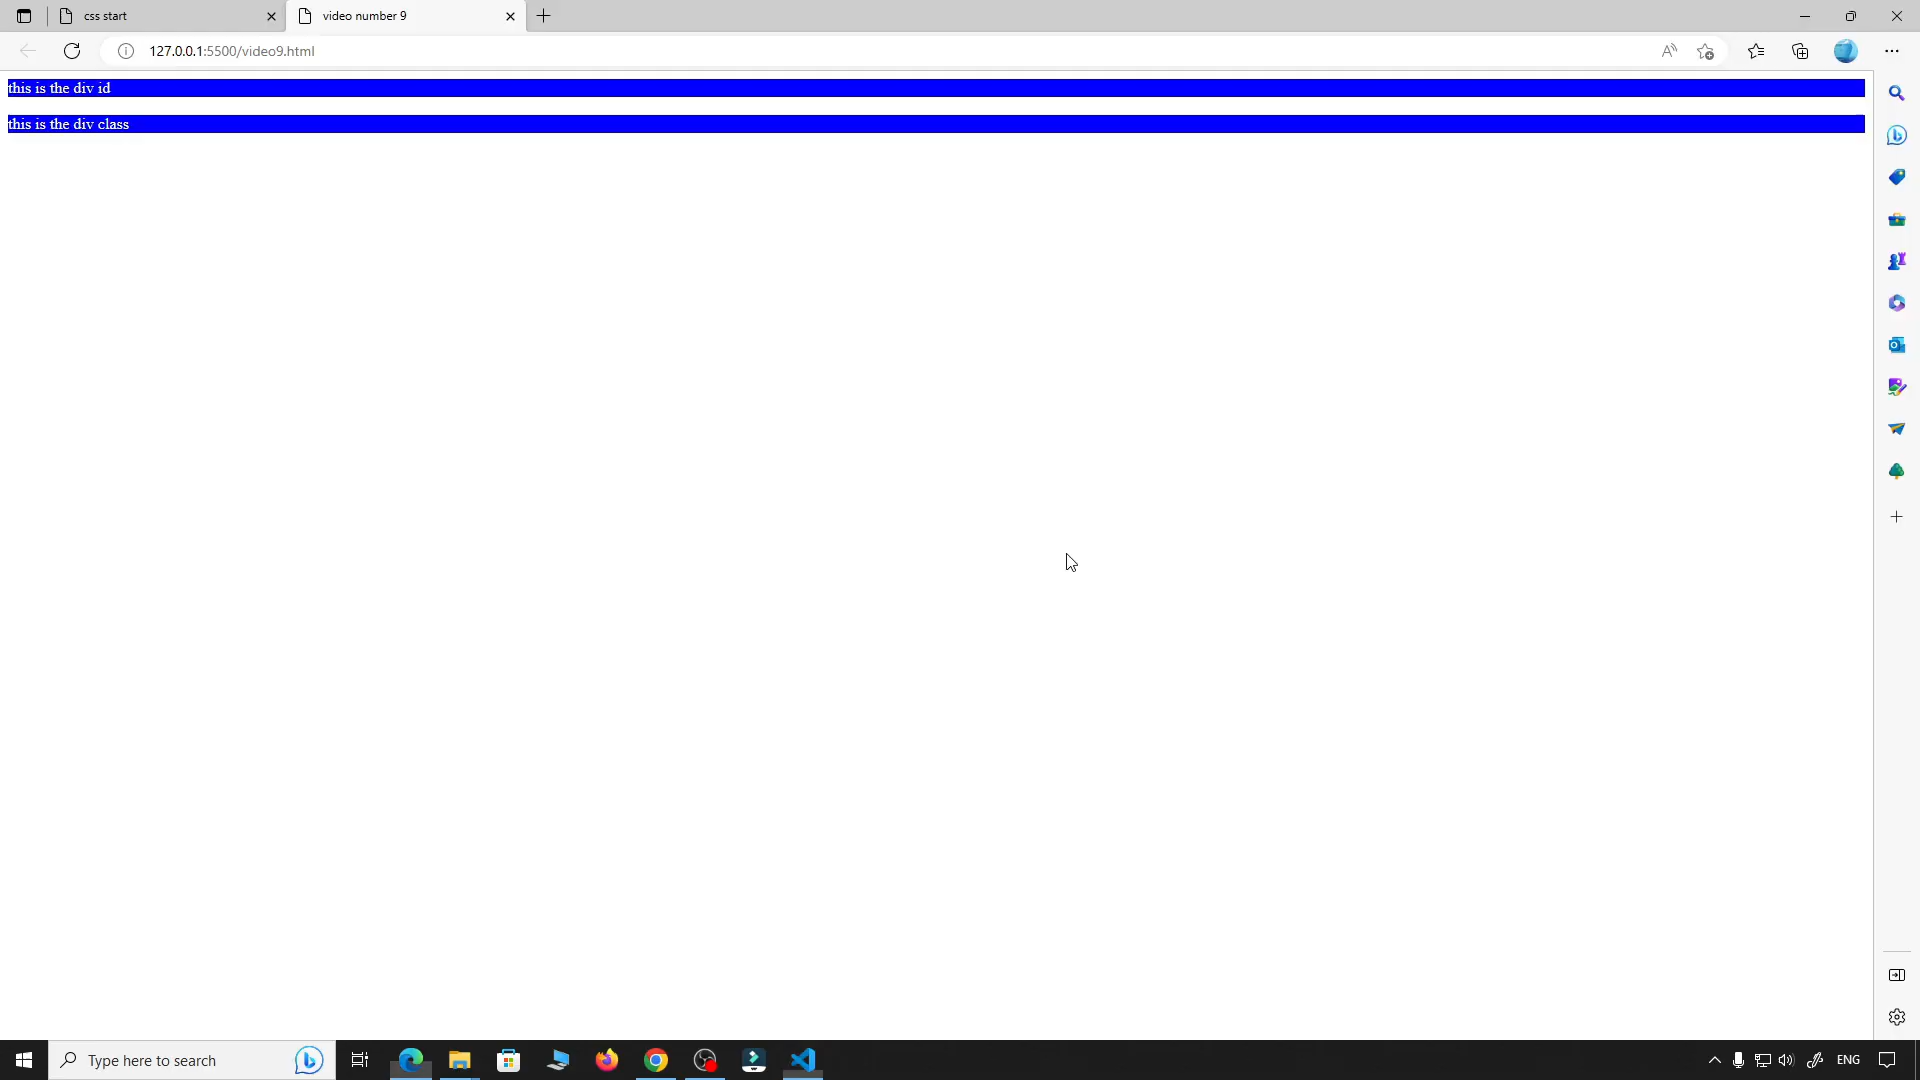 css start
video number 9
127.0.0.1:5500/video9.html
this is the div id
this is the div class
Type here to search
ENG